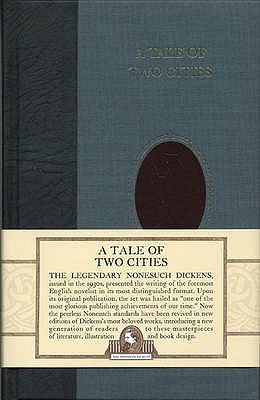 A TALE OF
TWO CITIES
A TALE OF
TWO CITIES
THE LEGENDARY NONESUCH DICKENS,
issued in the 1930s, presented the writing of the foremost
English novelist in its most distinguished format. Upon
its original publication, the set was hailed as "one of the
most glorious publishing achievements of our time." Now
the peerless Nonesuch standards have been revived in new
editions of Dickens's most beloved works, introducing a new
generation of readers to these masterpieces
of literature, illustration and book design.